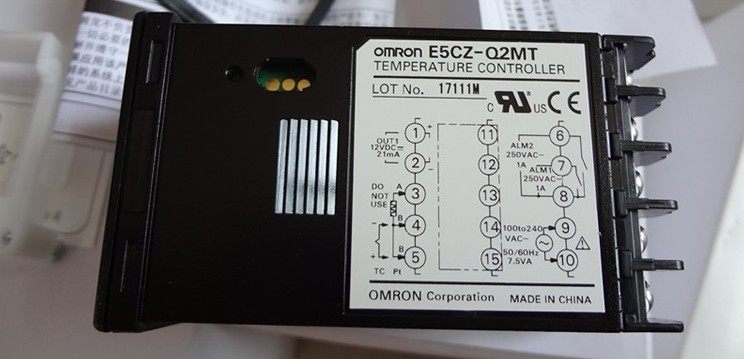 OMRON E5CZ-Q2MT
TEMPERATURE CONTROLLER
LOT No. 17111M
C US CE
OUT1
12VDC
21mA
+
-
DO
NOT
USE
A
B
B
-
+
TC Pt
1
2
3
4
5
11
12
13
14
15
ALM2
250VAC~
1A
ALM1
250VAC~
1A
100to240
VAC~
50/60Hz
7.5VA
6
7
8
9
10
OMRON Corporation MADE IN CHINA